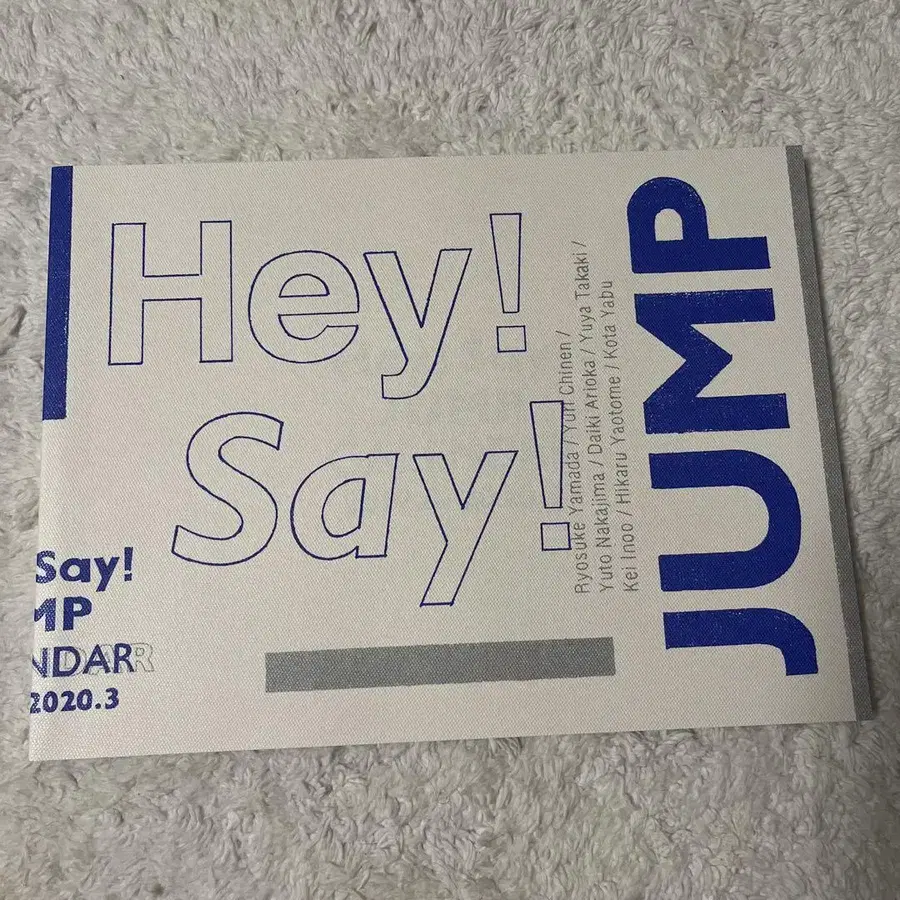 Hey!
Say!
JUMP
Ryosuke Yamada / Yuri Chinen /
Yuto Nakajima / Daiki Arioka / Yuya Takaki /
Kei Inoo / Hikaru Yaotome / Kota Yabu
Say!
MP
NDAR
2020.3